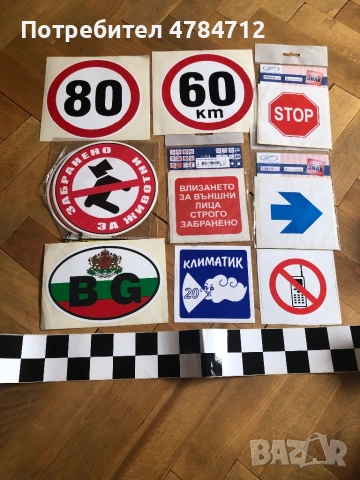 Потребител 4784712
80
60
km
STOP
ЗАБРАНЕНО ЗА ЖИВОТНИ
ВЛИЗАНЕТО
ЗА ВЪНШНИ
ЛИЦА
СТРОГО
ЗАБРАНЕНО
BG
КЛИМАТИК
20°
BAZAR